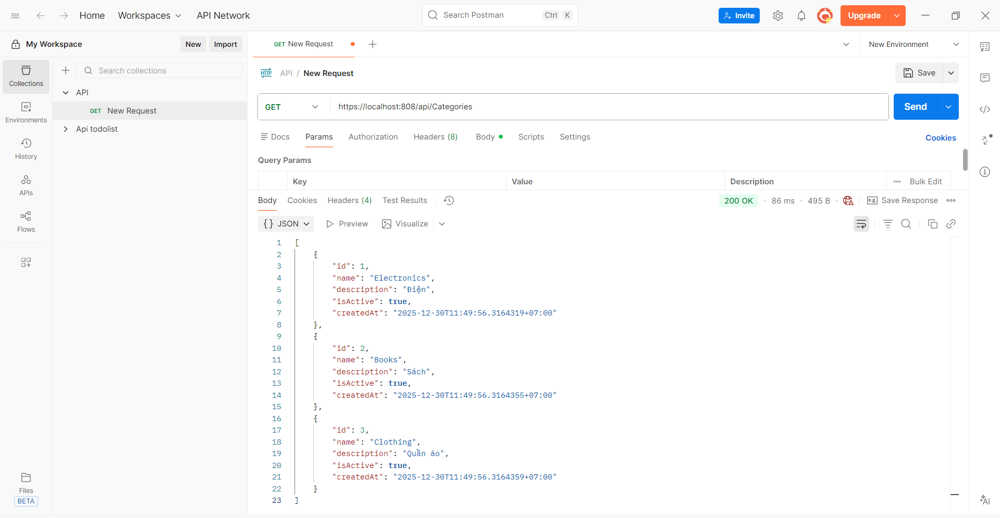 Home Workspaces API Network Search Postman Ctrl K Invite Upgrade
My Workspace New Import GET New Request New Environment
Collections Search collections API / New Request Save
API
GET New Request GET https://localhost:808/api/Categories Send
Environments Api todolist
Docs Params Authorization Headers (8) Body Scripts Settings Cookies
History
Query Params
Key Value Description Bulk Edit
APIs
Body Cookies Headers (4) Test Results 200 OK 86 ms 495 B e.g. Save Response
Flows {} JSON Preview Visualize
1 [
2 {
3 "id": 1,
4 "name": "Electronics",
5 "description": "Điện",
6 "isActive": true,
7 "createdAt": "2025-12-30T11:49:56.3164319+07:00"
8 },
9 {
10 "id": 2,
11 "name": "Books",
12 "description": "Sách",
13 "isActive": true,
14 "createdAt": "2025-12-30T11:49:56.3164355+07:00"
15 },
16 {
17 "id": 3,
18 "name": "Clothing",
19 "description": "Quần áo",
20 "isActive": true,
21 "createdAt": "2025-12-30T11:49:56.3164359+07:00"
22 }
23 ]
Files
BETA
AI